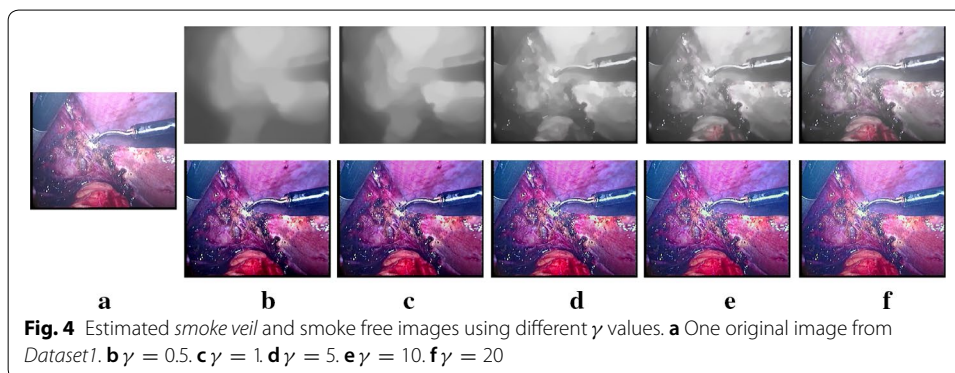 a b c d e f
Fig. 4 Estimated smoke veil and smoke free images using different γ values. a One original image from
Dataset1. b γ = 0.5. c γ = 1. d γ = 5. e γ = 10. f γ = 20